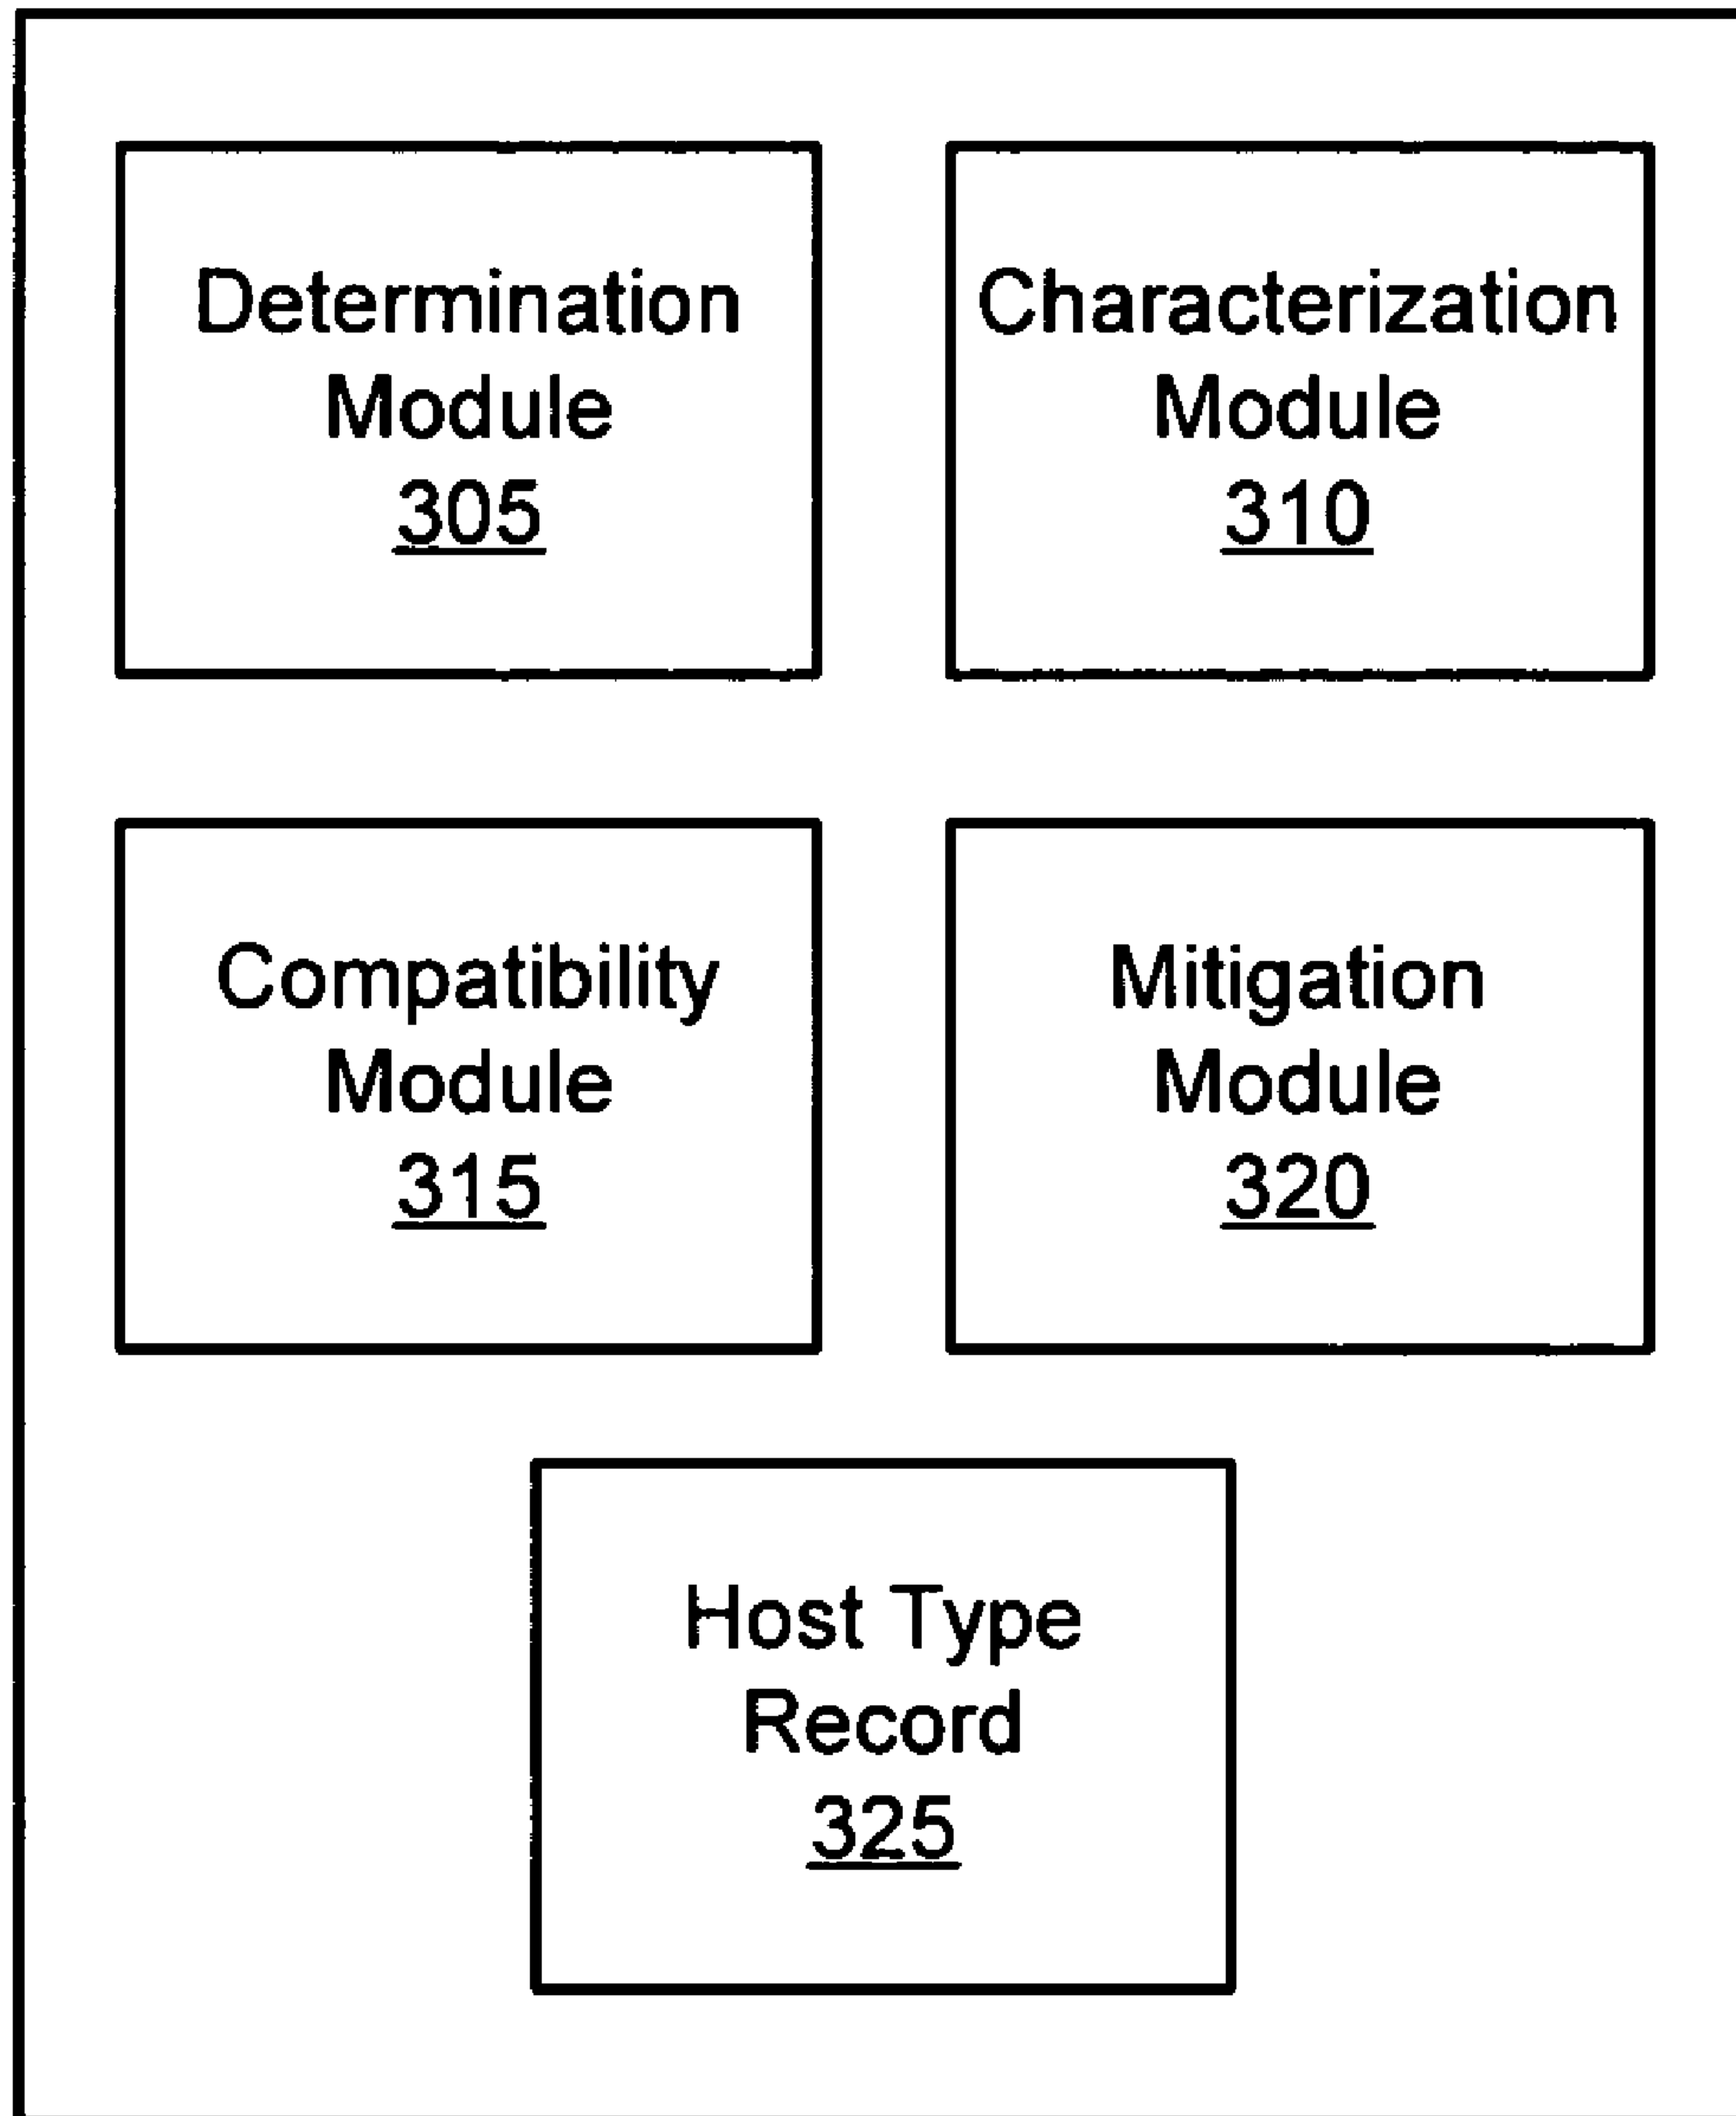 Determination
Module
305
Characterization
Module
310
Compatibility
Module
315
Mitigation
Module
320
Host Type
Record
325